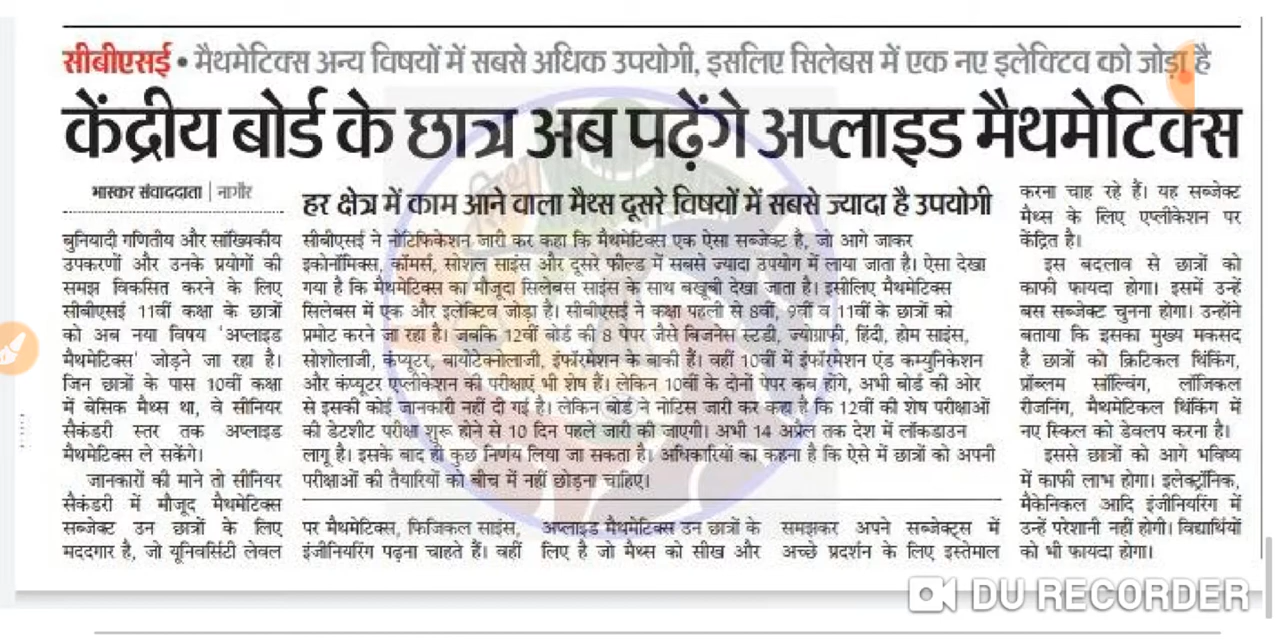 सीबीएसई • मैथमेटिक्स अन्य विषयों में सबसे अधिक उपयोगी, इसलिए सिलेबस में एक नए इलेक्टिव को जोड़ा है
केंद्रीय बोर्ड के छात्र अब पढ़ेंगे अप्लाइड मैथमेटिक्स
भास्कर संवाददाता | नागौर
बुनियादी गणितीय और सांख्यिकीय
उपकरणों और उनके प्रयोगों की
समझ विकसित करने के लिए
सीबीएसई 11वीं कक्षा के छात्रों
को अब नया विषय 'अप्लाइड
मैथमेटिक्स' जोड़ने जा रहा है।
जिन छात्रों के पास 10वीं कक्षा
में बेसिक मैथ्स था, वे सीनियर
सैकंडरी स्तर तक अप्लाइड
मैथमेटिक्स ले सकेंगे।
जानकारों की माने तो सीनियर
सैकंडरी में मौजूद मैथमेटिक्स
सब्जेक्ट उन छात्रों के लिए
मददगार है, जो यूनिवर्सिटी लेवल
हर क्षेत्र में काम आने वाला मैथ्स दूसरे विषयों में सबसे ज्यादा है उपयोगी
सीबीएसई ने नोटिफिकेशन जारी कर कहा कि मैथमेटिक्स एक ऐसा सब्जेक्ट है, जो आगे जाकर
इकोनॉमिक्स, कॉमर्स, सोशल साइंस और दूसरे फील्ड में सबसे ज्यादा उपयोग में लाया जाता है। ऐसा देखा
गया है कि मैथमेटिक्स का मौजूदा सिलेबस साइंस के साथ बखूबी देखा जाता है। इसीलिए मैथमेटिक्स
सिलेबस में एक और इलेक्टिव जोड़ा है। सीबीएसई ने कक्षा पहली से 8वीं, 9वीं व 11वीं के छात्रों को
प्रमोट करने जा रहा है। जबकि 12वीं बोर्ड की 8 पेपर जैसे बिजनेस स्टडी, ज्योग्राफी, हिंदी, होम साइंस,
सोशोलाजी, कंप्यूटर, बायोटेक्नोलाजी, इंफॉरमेशन के बाकी हैं। वहीं 10वीं में इंफॉरमेशन एंड कम्युनिकेशन
और कंप्यूटर एप्लीकेशन की परीक्षाएं भी शेष हैं। लेकिन 10वीं के दोनों पेपर कब होंगे, अभी बोर्ड की ओर
से इसकी कोई जानकारी नहीं दी गई है। लेकिन बोर्ड ने नोटिस जारी कर कहा है कि 12वीं की शेष परीक्षाओं
की डेटशीट परीक्षा शुरू होने से 10 दिन पहले जारी की जाएगी। अभी 14 अप्रेल तक देश में लॉकडाउन
लागू है। इसके बाद ही कुछ निर्णय लिया जा सकता है। अधिकारियों का कहना है कि ऐसे में छात्रों को अपनी
परीक्षाओं की तैयारियों को बीच में नहीं छोड़ना चाहिए।
पर मैथमेटिक्स, फिजिकल साइंस,
इंजीनियरिंग पढ़ना चाहते हैं। वहीं
अप्लाइड मैथमेटिक्स उन छात्रों के
लिए है जो मैथ्स को सीख और
समझकर अपने सब्जेक्ट्स में
अच्छे प्रदर्शन के लिए इस्तेमाल
करना चाह रहे हैं। यह सब्जेक्ट
मैथ्स के लिए एप्लीकेशन पर
केंद्रित है।
इस बदलाव से छात्रों को
काफी फायदा होगा। इसमें उन्हें
बस सब्जेक्ट चुनना होगा। उन्होंने
बताया कि इसका मुख्य मकसद
है छात्रों को क्रिटिकल थिंकिंग,
प्रॉब्लम सॉल्विंग, लॉजिकल
रीजनिंग, मैथमेटिकल थिंकिंग में
नए स्किल को डेवलप करना है।
इससे छात्रों को आगे भविष्य
में काफी लाभ होगा। इलेक्ट्रॉनिक,
मैकेनिकल आदि इंजीनियरिंग में
उन्हें परेशानी नहीं होगी। विद्यार्थियों
को भी फायदा होगा।
DU RECORDER